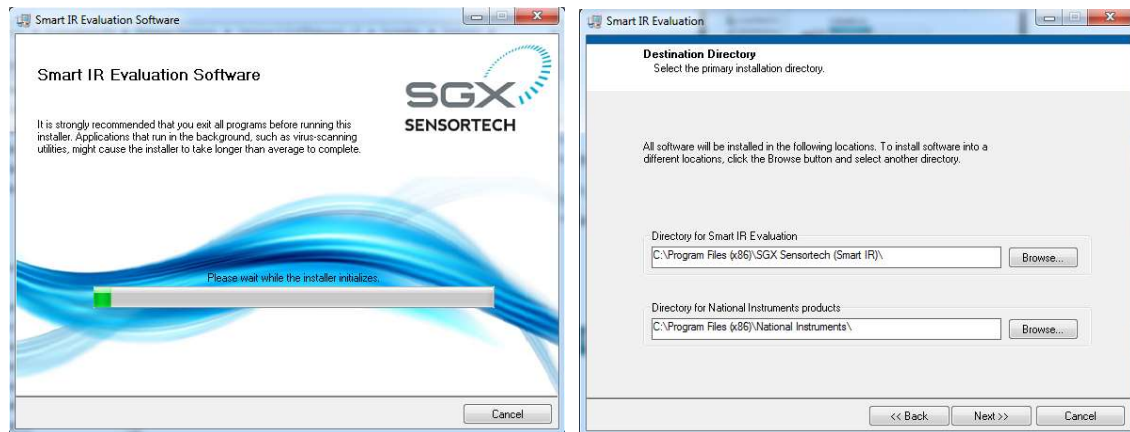 Smart IR Evaluation Software
Smart IR Evaluation Software
SGX
SENSORTECH
It is strongly recommended that you exit all programs before running this
installer. Applications that run in the background, such as virus-scanning
utilities, might cause the installer to take longer than average to complete.
Please wait while the installer initializes.
Cancel
Smart IR Evaluation
Destination Directory
Select the primary installation directory.
All software will be installed in the following locations. To install software into a
different locations, click the Browse button and select another directory.
Directory for Smart IR Evaluation
C:\Program Files (x86)\SGX Sensortech (Smart IR)\
Browse...
Directory for National Instruments products
C:\Program Files (x86)\National Instruments\
Browse...
<< Back
Next >>
Cancel